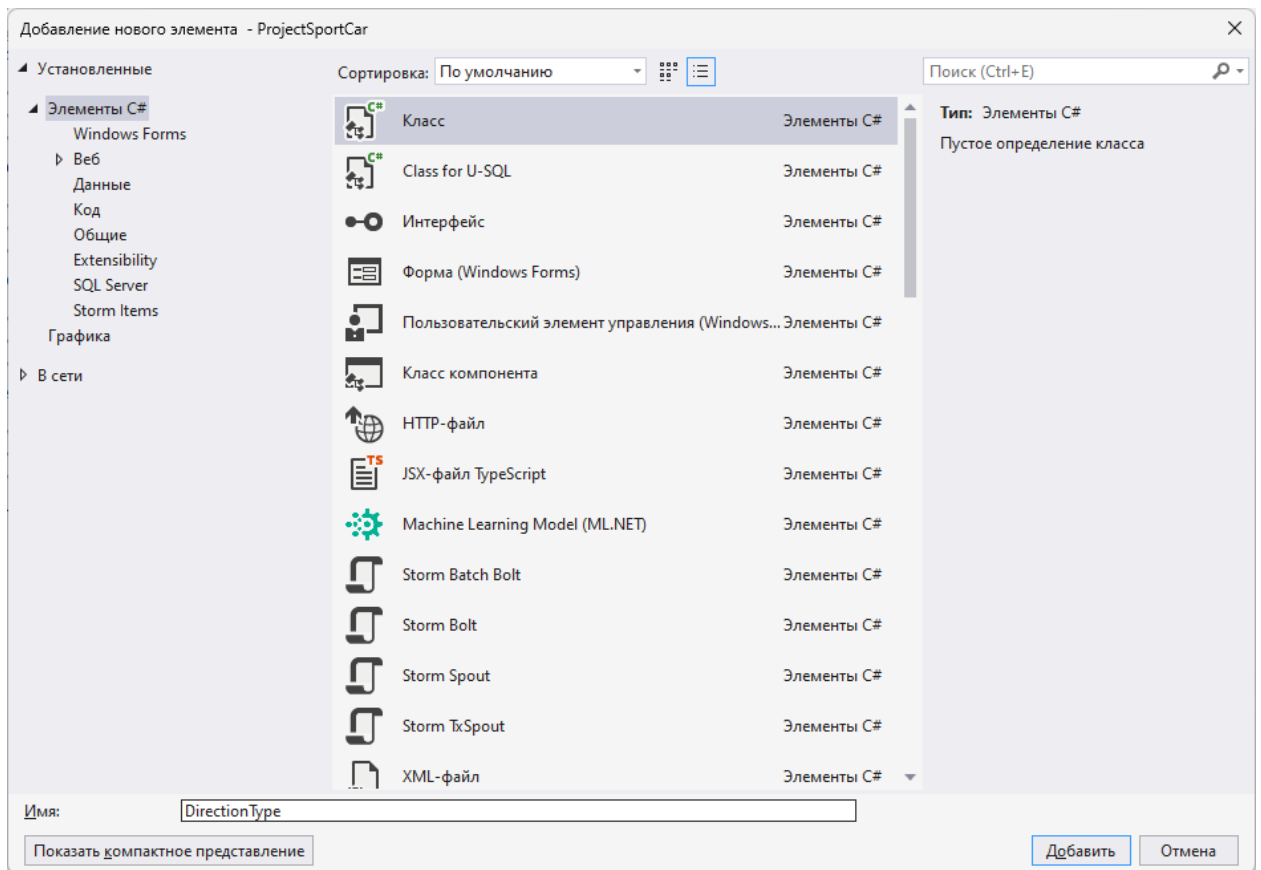 Добавление нового элемента - ProjectSportCar
Установленные
Элементы C#
Windows Forms
Веб
Данные
Код
Общие
Extensibility
SQL Server
Storm Items
Графика
В сети
Сортировка: По умолчанию
Класс Элементы C#
Class for U-SQL Элементы C#
Интерфейс Элементы C#
Форма (Windows Forms) Элементы C#
Пользовательский элемент управления (Windows... Элементы C#
Класс компонента Элементы C#
HTTP-файл Элементы C#
JSX-файл TypeScript Элементы C#
Machine Learning Model (ML.NET) Элементы C#
Storm Batch Bolt Элементы C#
Storm Bolt Элементы C#
Storm Spout Элементы C#
Storm TxSpout Элементы C#
XML-файл Элементы C#
Поиск (Ctrl+E)
Тип: Элементы C#
Пустое определение класса
Имя: DirectionType
Показать компактное представление
Добавить Отмена